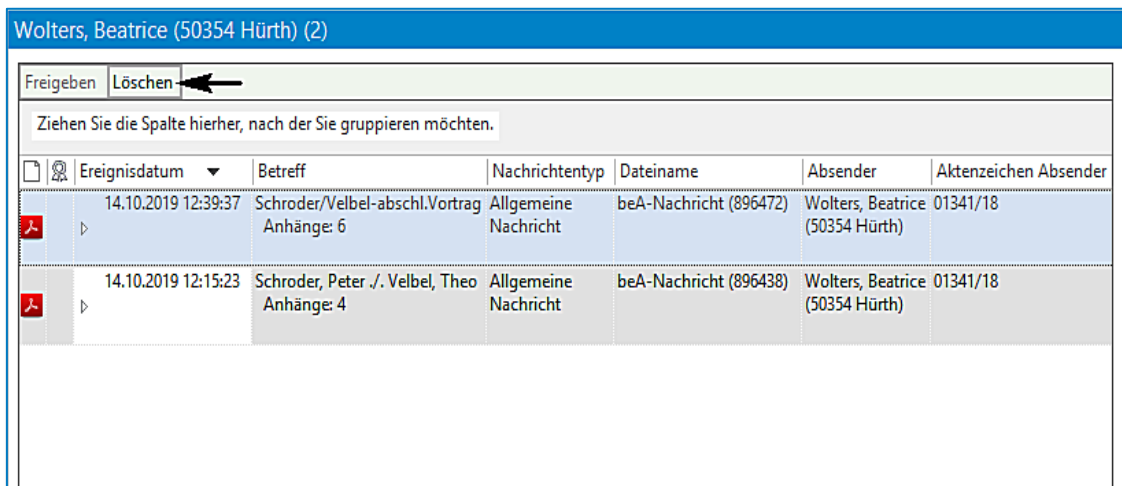 Wolters, Beatrice (50354 Hürth) (2)
Freigeben Löschen
Ziehen Sie die Spalte hierher, nach der Sie gruppieren möchten.
Ereignisdatum Betreff Nachrichtentyp Dateiname Absender Aktenzeichen Absender
14.10.2019 12:39:37 Schroder/Velbel-abschl.Vortrag Allgemeine beA-Nachricht (896472) Wolters, Beatrice 01341/18
Anhänge: 6 Nachricht (50354 Hürth)
14.10.2019 12:15:23 Schroder, Peter ./. Velbel, Theo Allgemeine beA-Nachricht (896438) Wolters, Beatrice 01341/18
Anhänge: 4 Nachricht (50354 Hürth)